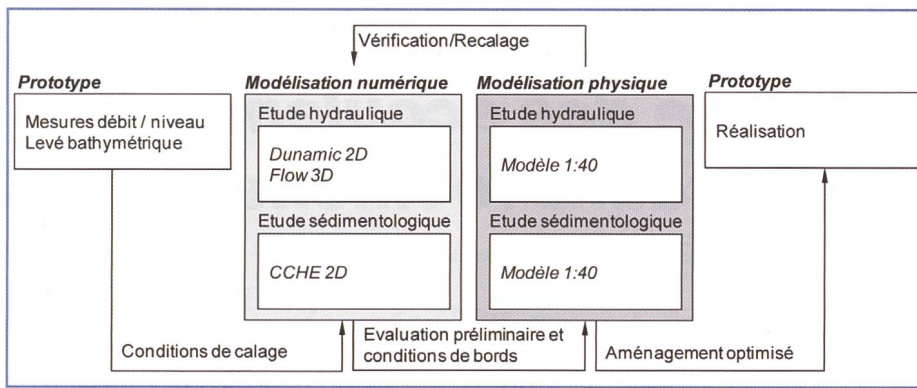 Vérification/Recalage
Prototype
Mesures débit / niveau
Levé bathymétrique
Modélisation numérique
Etude hydraulique
Dunamic 2D
Flow 3D
Etude sédimentologique
CCHE 2D
Modélisation physique
Etude hydraulique
Modèle 1:40
Etude sédimentologique
Modèle 1:40
Prototype
Réalisation
Conditions de calage
Evaluation préliminaire et
conditions de bords
Aménagement optimisé